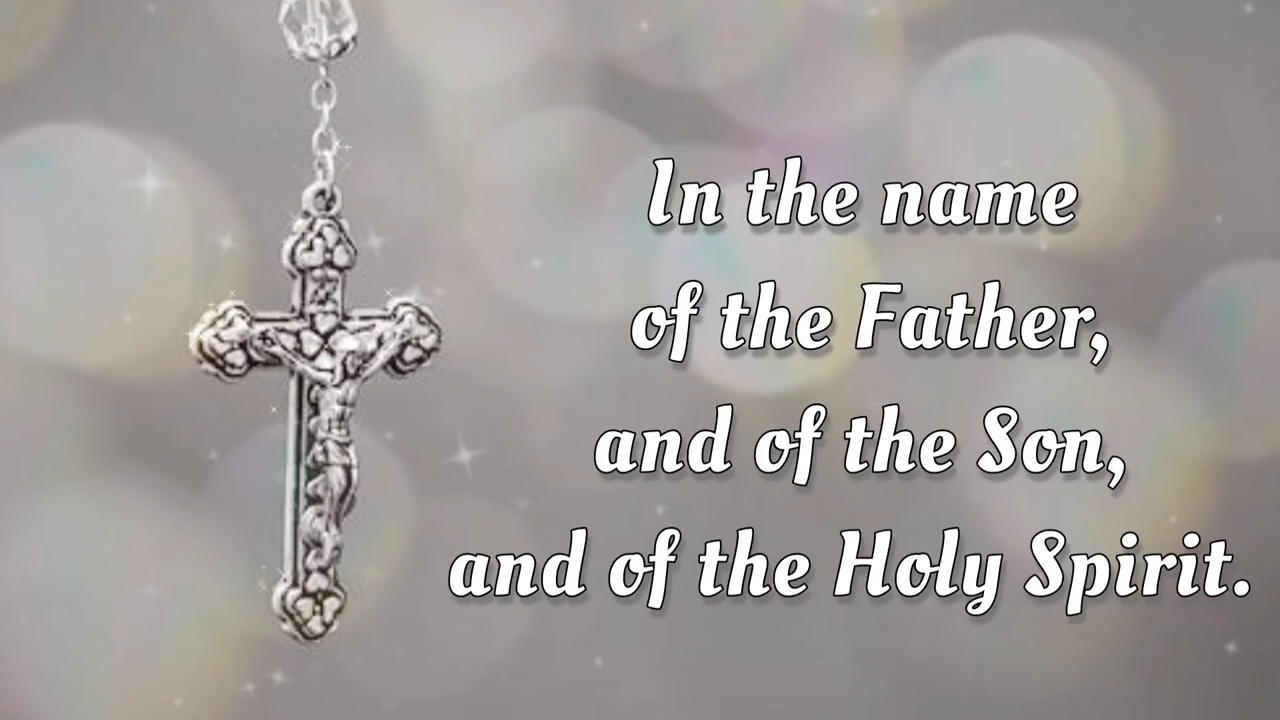 In the name
of the Father,
and of the Son,
and of the Holy Spirit.